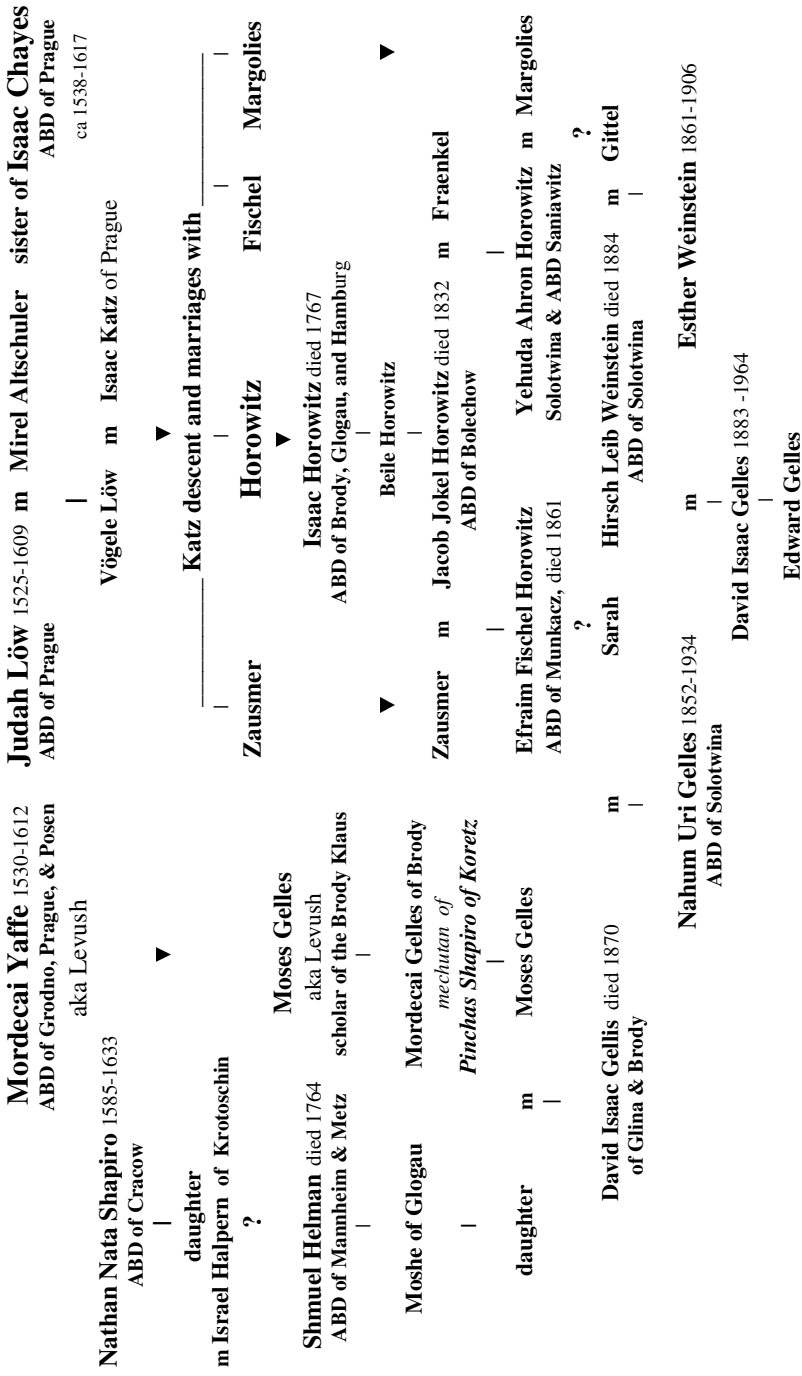 Mordecai Yaffe 1530-1612 Judah Löw 1525-1609 m Mirel Altschuler sister of Isaac Chayes
ABD of Grodno, Prague, & Posen ABD of Prague ABD of Prague
aka Levush ca 1538-1617
Nathan Nata Shapiro 1585-1633 Vögele Löw m Isaac Katz of Prague
ABD of Cracow
daughter Katz descent and marriages with
m Israel Halpern of Krotoschin
? Zausmer Horowitz Fischel Margolies
Moses Gelles
Shmuel Helman died 1764 aka Levush Isaac Horowitz died 1767
ABD of Mannheim & Metz scholar of the Brody Klaus ABD of Brody, Glogau, and Hamburg
Beile Horowitz
Moshe of Glogau Mordecai Gelles of Brody Zausmer m Jacob Jokel Horowitz died 1832 m Fraenkel
mechutan of ABD of Bolechow
Pinchas Shapiro of Koretz
daughter m Moses Gelles Efraim Fischel Horowitz Yehuda Ahron Horowitz m Margolies
ABD of Munkacz, died 1861 Solotwina & ABD Saniawitz
? ?
David Isaac Gellis died 1870 m Sarah Hirsch Leib Weinstein died 1884 m Gittel
of Glina & Brody ABD of Solotwina
Nahum Uri Gelles 1852-1934 m Esther Weinstein 1861-1906
ABD of Solotwina
David Isaac Gelles 1883 -1964
Edward Gelles